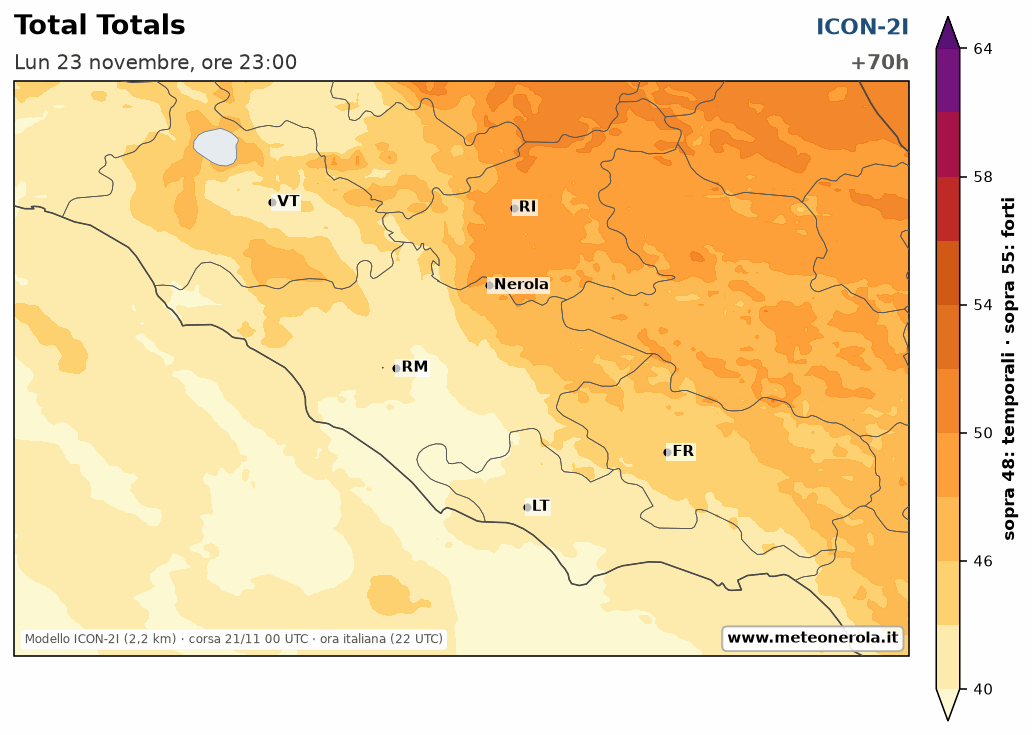 Total Totals
ICON-2I
Lun 23 novembre, ore 23:00
+70h
VT
RI
Nerola
RM
FR
LT
Modello ICON-2I (2,2 km) · corsa 21/11 00 UTC · ora italiana (22 UTC)
www.meteonerola.it
64
58
54
50
46
40
sopra 48: temporali · sopra 55: forti